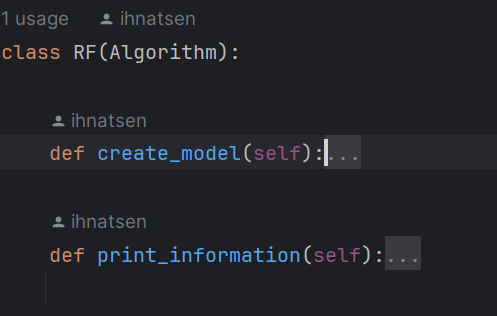 1 usage ihnatsen
class RF(Algorithm):
ihnatsen
def create_model(self):...
ihnatsen
def print_information(self):...